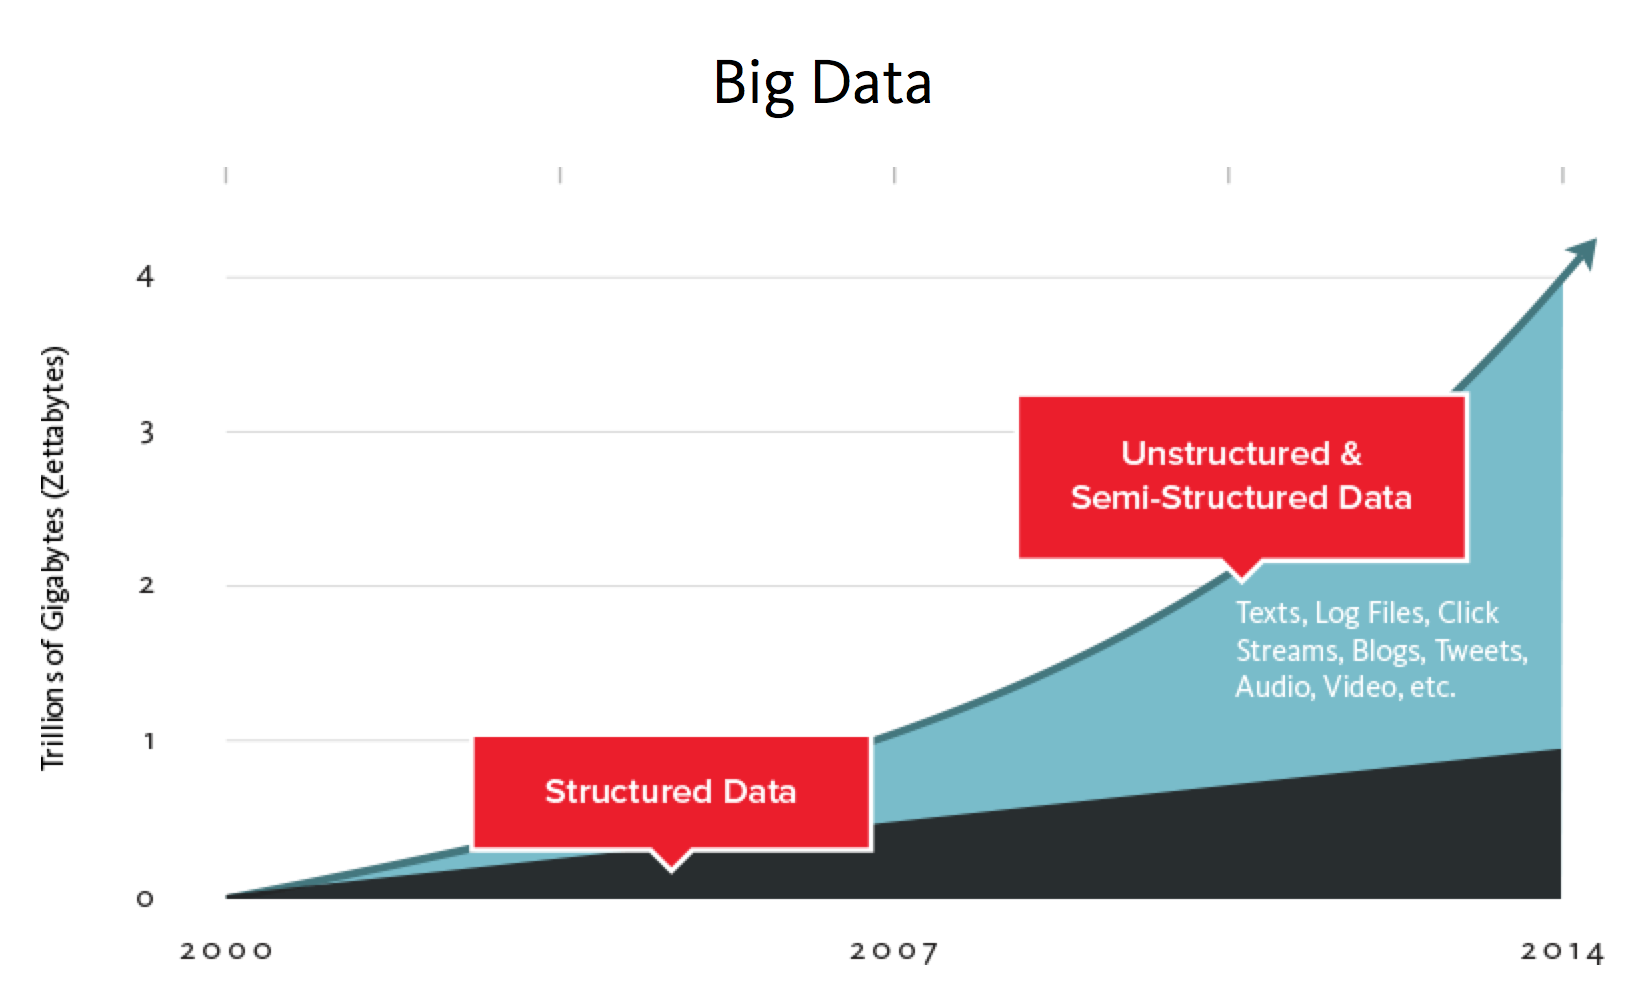 Big Data
Trillions of Gigabytes (Zettabytes)
4
3
2
1
0
Unstructured &
Semi-Structured Data
Texts, Log Files, Click
Streams, Blogs, Tweets,
Audio, Video, etc.
Structured Data
2000
2007
2014